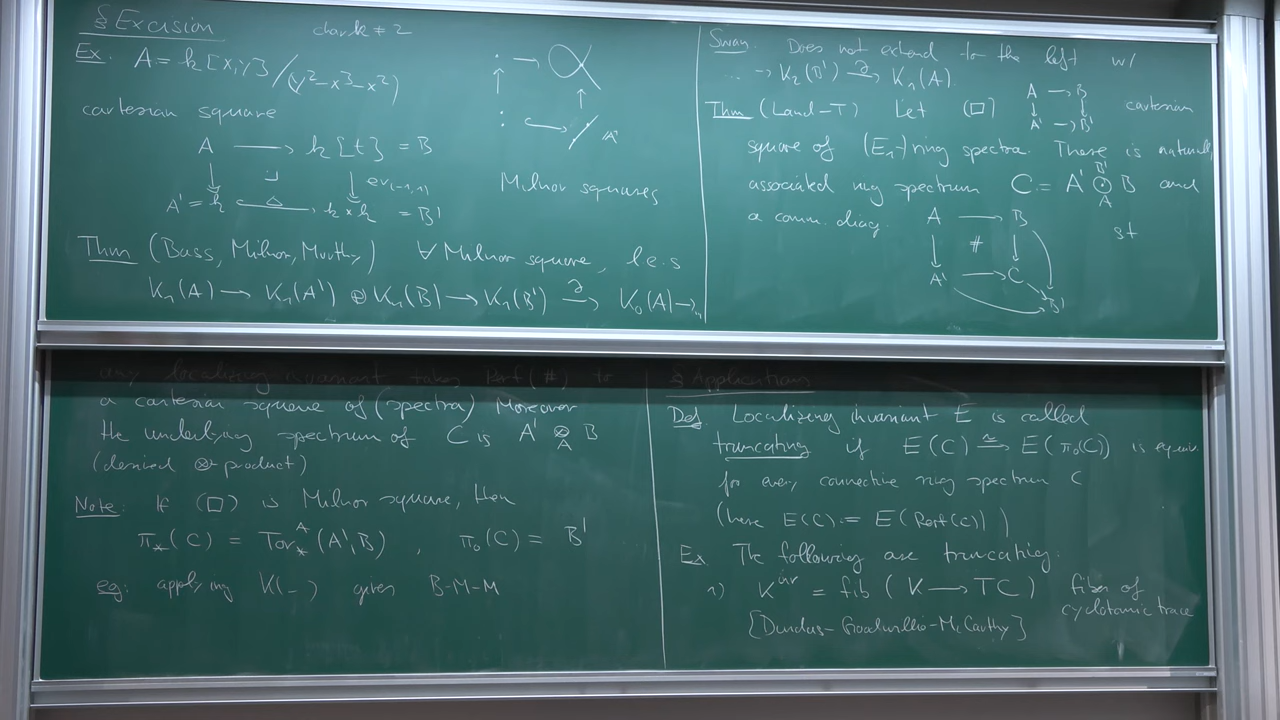 § Excision
char k ≠ 2
Ex. A = k[x,y]/(y²-x³-x²)
cartesian square
A → k[t] = B
ev(-1,1)
A' = k →Δ k×k = B'
A'
Milnor squares
Thm (Bass, Milnor, Murthy) ∀ Milnor square, l.e.s
K₁(A) → K₁(A') ⊕ K₁(B) → K₁(B') →∂ K₀(A) → ...
Swan. Does not extend to the left w/
... → K₂(B') →∂ K₁(A).
Thm (Land-T) Let (□) A → B A' → B' cartesian
square of (E₁-)ring spectra. There is naturally
associated ring spectrum C = A' ⊙_A^B' B and
a comm. diag. st
A → B
#
A' → C
B'
any localizing invariant takes Perf(#) to
a cartesian square of (spectra) Moreover
the underlying spectrum of C is A' ⊗_A B
(derived ⊗-product)
Note: If (□) is Milnor square, then
π_*(C) = Tor_*^A(A',B) , π₀(C) = B'
eg: applying K(_) gives B-M-M
§ Applications
Def. Localizing invariant E is called
truncating if E(C) →≃ E(π₀(C)) is equiv.
for every connective ring spectrum C
(here E(C) := E(Perf(C)))
Ex. The following are truncating:
1) K^inv = fib (K → TC) fiber of
cyclotomic trace
[Dundas-Goodwillie-McCarthy]